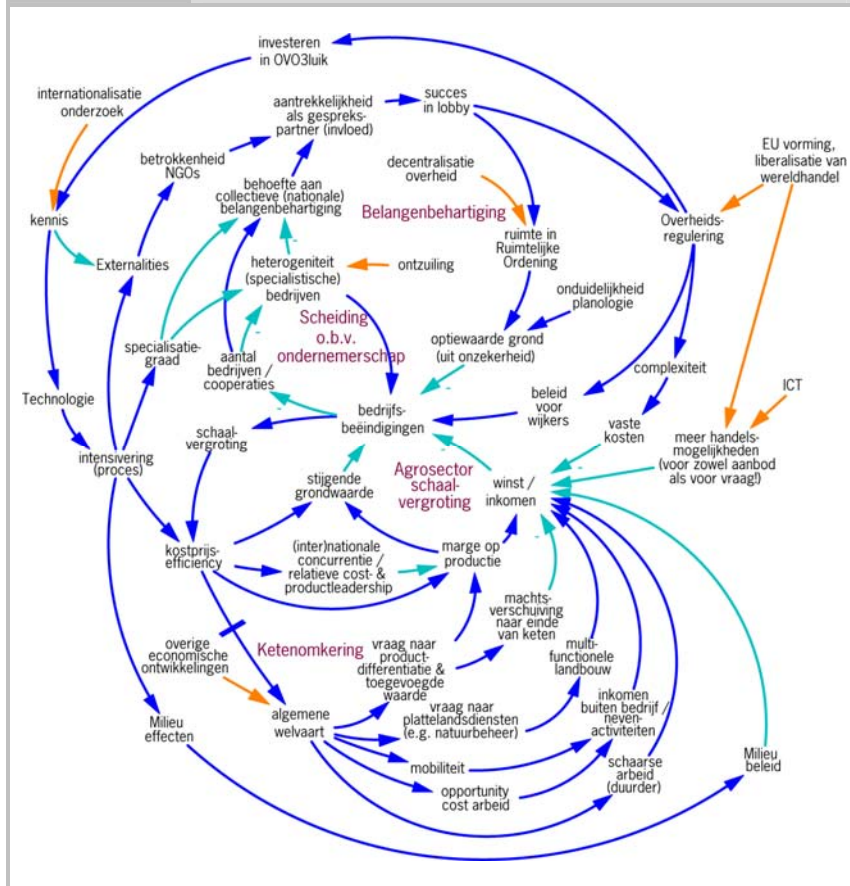 investeren
in OVO3luik
internationalisatie
onderzoek
aantrekkelijkheid
als gespreks-
partner (invloed)
succes
in lobby
EU vorming,
liberalisatie van
wereldhandel
betrokkenheid
NGOs
decentralisatie
overheid
behoefte aan
collectieve (nationale)
belangenbehartiging
Belangenbehartiging
kennis
Overheids-
regulering
ruimte in
Ruimtelijke
Ordening
Externalities
heterogeniteit
(specialistische)
bedrijven
ontzuiling
onduidelijkheid
planologie
Scheiding
o.b.v.
ondernemerschap
specialisatie-
graad
optiewaarde grond
(uit onzekerheid)
aantal
bedrijven /
cooperaties
complexiteit
ICT
Technologie
beleid
voor
wijkers
bedrijfs-
beëindigingen
vaste
kosten
schaal-
vergroting
meer handels-
mogelijkheden
(voor zowel aanbod
als voor vraag!)
intensivering
(proces)
stijgende
grondwaarde
Agrosector
schaal-
vergroting
winst /
inkomen
kostprijs-
efficiency
(inter)nationale
concurrentie /
relatieve cost- &
productleadership
marge op
productie
machts-
verschuiving
naar einde
van keten
overige
economische
ontwikkelingen
Ketenomkering
vraag naar
product-
differentiatie &
toegevoegde
waarde
multi-
functionele
landbouw
Milieu
effecten
algemene
welvaart
vraag naar
plattelandsdiensten
(e.g. natuurbeheer)
inkomen
buiten bedrijf /
neven-
activiteiten
mobiliteit
schaarse
arbeid
(duurder)
Milieu
beleid
opportunity
cost arbeid